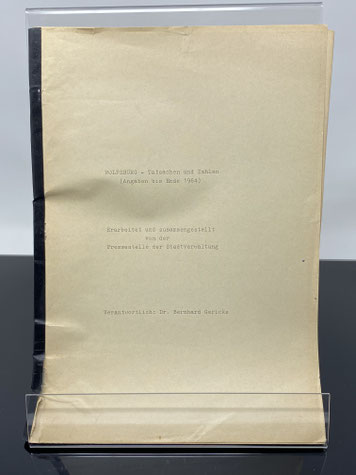 WOLFSBURG - Tatsachen und Zahlen
(Angaben bis Ende 1964)
Erarbeitet und zusammengestellt
von der
Pressestelle der Stadtverwaltung
Verantwortlich: Dr. Bernhard Gericke